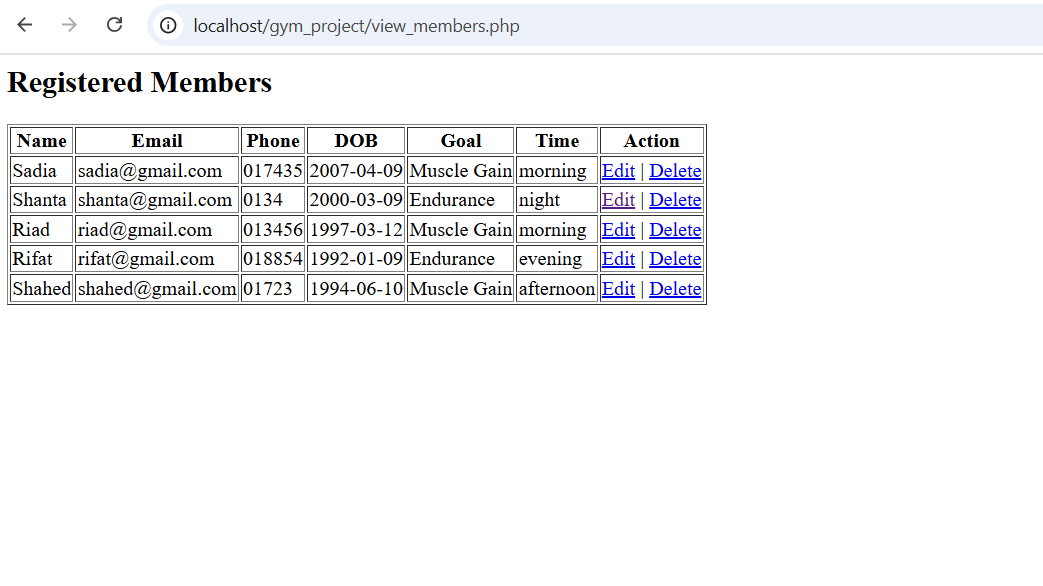 localhost/gym_project/view_members.php
Registered Members
Name Email Phone DOB Goal Time Action
Sadia sadia@gmail.com 017435 2007-04-09 Muscle Gain morning Edit | Delete
Shanta shanta@gmail.com 0134 2000-03-09 Endurance night Edit | Delete
Riad riad@gmail.com 013456 1997-03-12 Muscle Gain morning Edit | Delete
Rifat rifat@gmail.com 018854 1992-01-09 Endurance evening Edit | Delete
Shahed shahed@gmail.com 01723 1994-06-10 Muscle Gain afternoon Edit | Delete